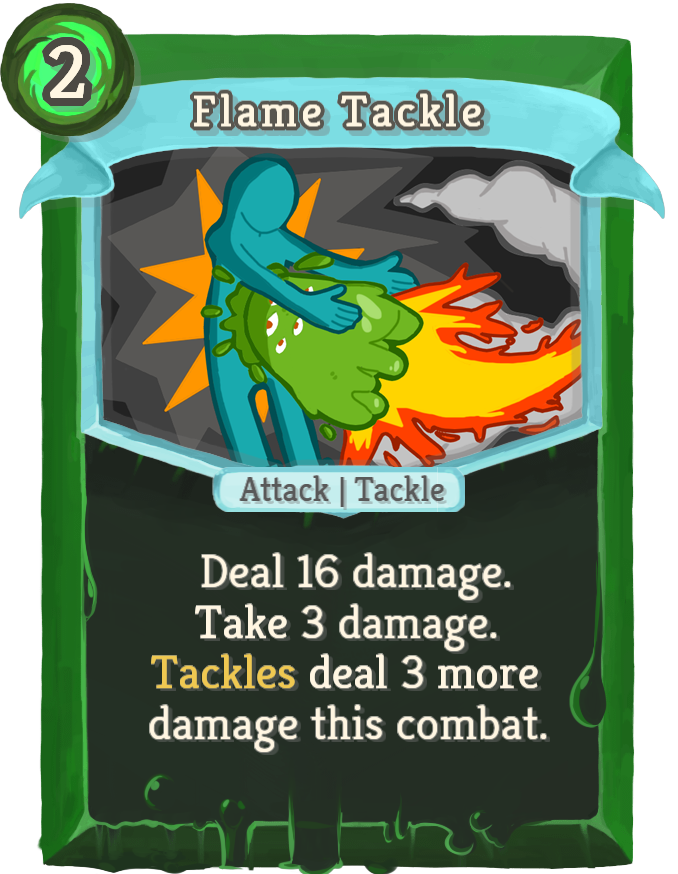 2
Flame Tackle
Attack | Tackle
Deal 16 damage.
Take 3 damage.
Tackles deal 3 more
damage this combat.